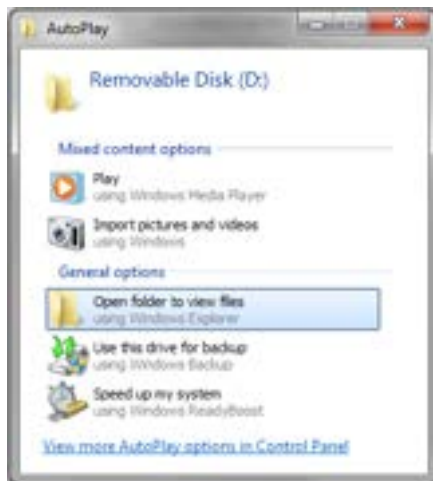 AutoPlay
Removable Disk (D:)
Mixed content options
Play
using Windows Media Player
Import pictures and videos
using Windows
General options
Open folder to view files
using Windows Explorer
Use this drive for backup
using Windows Backup
Speed up my system
using Windows ReadyBoost
View more AutoPlay options in Control Panel